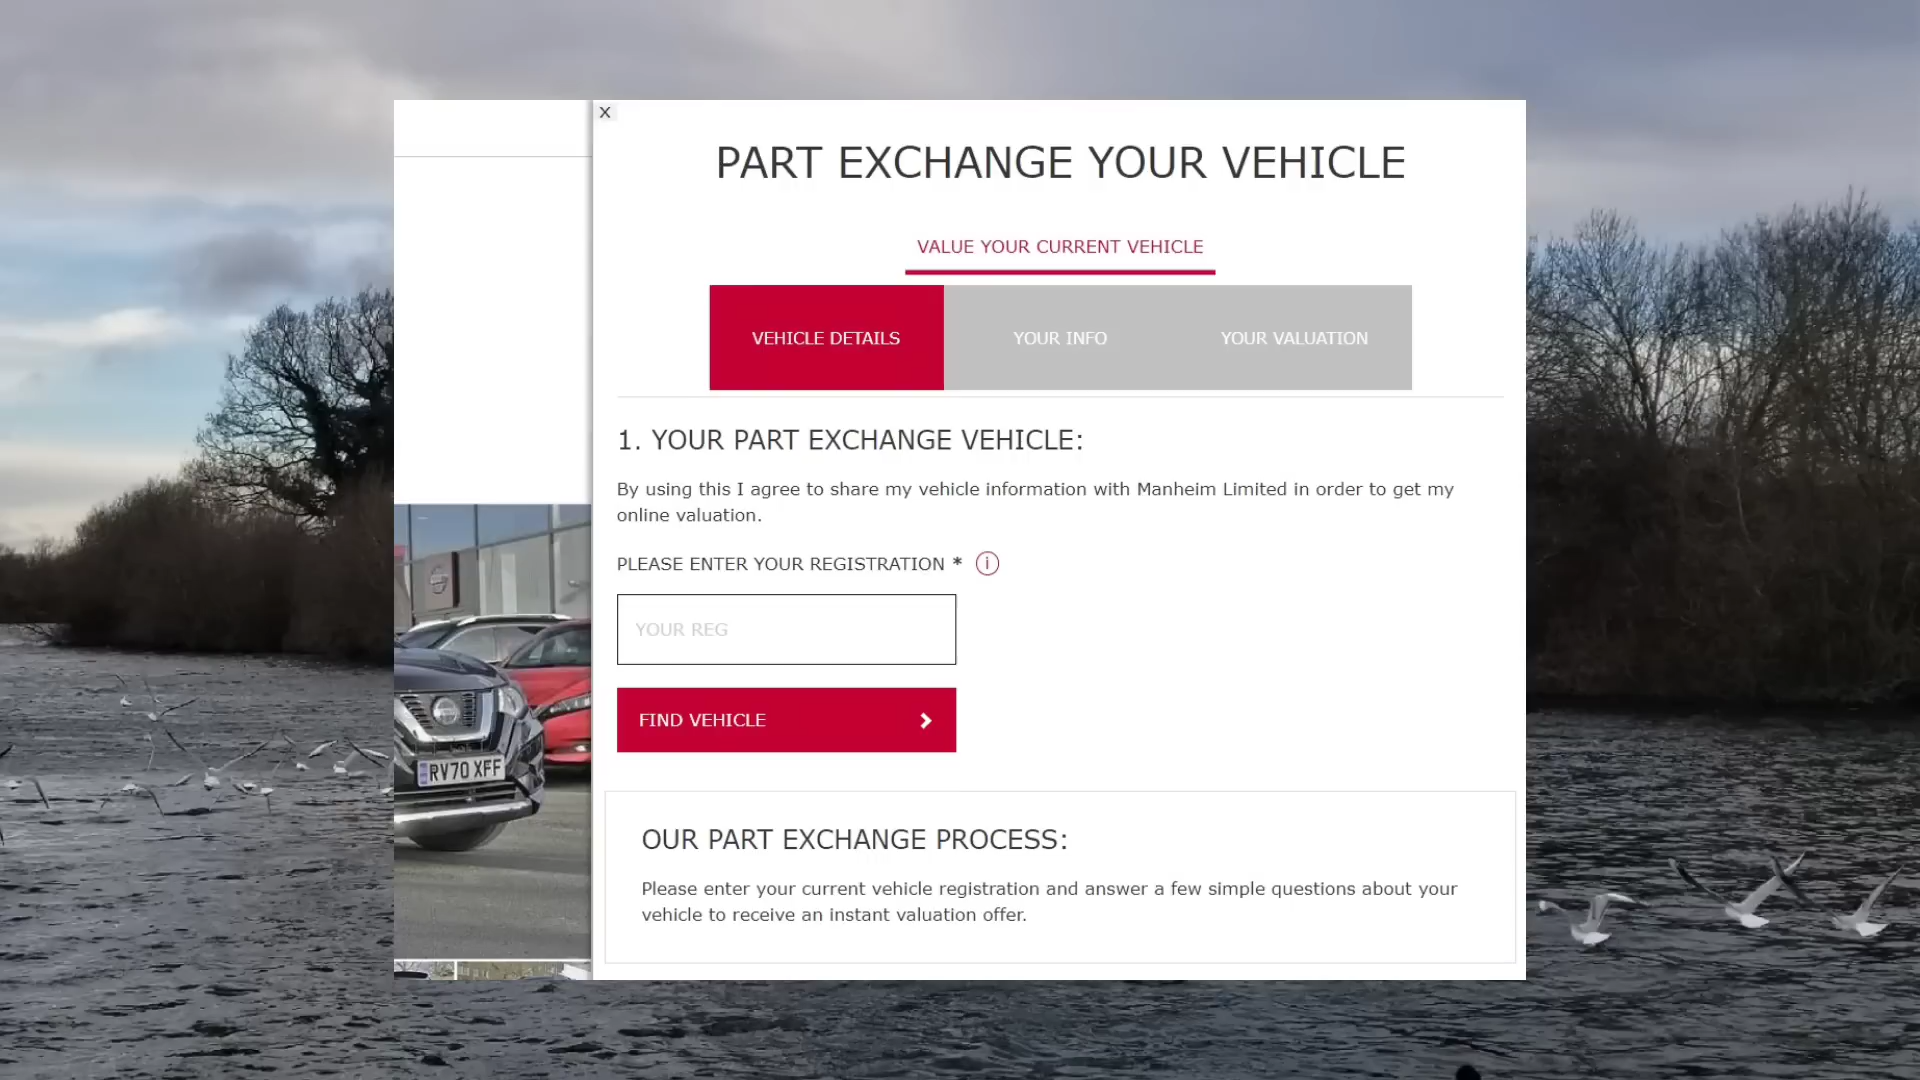 X
PART EXCHANGE YOUR VEHICLE
VALUE YOUR CURRENT VEHICLE
VEHICLE DETAILS
YOUR INFO
YOUR VALUATION
1. YOUR PART EXCHANGE VEHICLE:
By using this I agree to share my vehicle information with Manheim Limited in order to get my
online valuation.
PLEASE ENTER YOUR REGISTRATION * i
YOUR REG
FIND VEHICLE
RV70 XFF
OUR PART EXCHANGE PROCESS:
Please enter your current vehicle registration and answer a few simple questions about your
vehicle to receive an instant valuation offer.